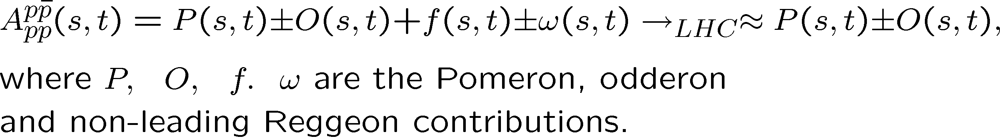 $A_{pp}^{p\bar{p}}(s,t) = P(s,t) \pm O(s,t) + f(s,t) \pm \omega(s,t) \rightarrow_{LHC} \approx P(s,t) \pm O(s,t),$
where $P$, $O$, $f$. $\omega$ are the Pomeron, odderon
and non-leading Reggeon contributions.